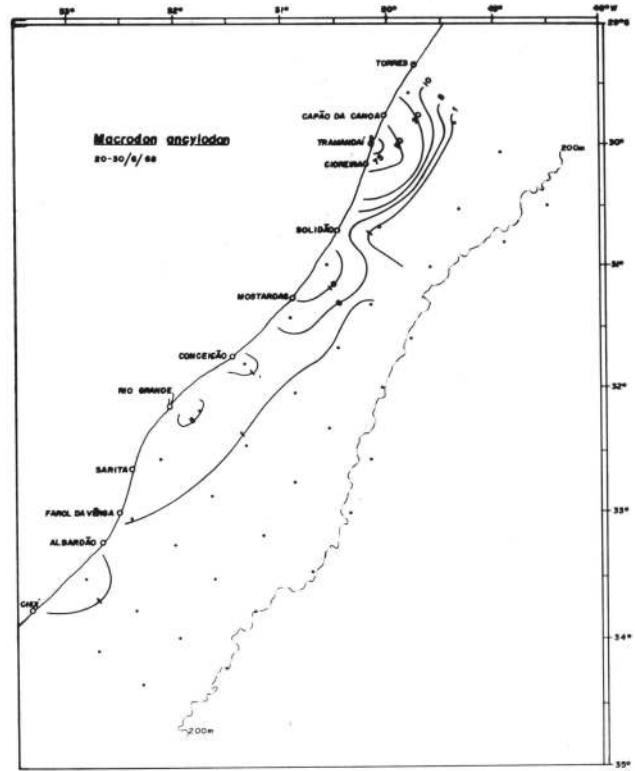 53° 52° 51° 50° 49° 48°W
29°S
TORRES
10
8
CAPÃO DA CANOA
Macrodon ancylodon
TRAMANDAÍ
30°
20-30/6/68
CIDREIRA
75
200m
SOLIDÃO
31°
MOSTARDAS
CONCEIÇÃO
RIO GRANDE
32°
SARITA
FAROL DA VERGA
33°
ALBARDÃO
CHUÍ
34°
200m
35°